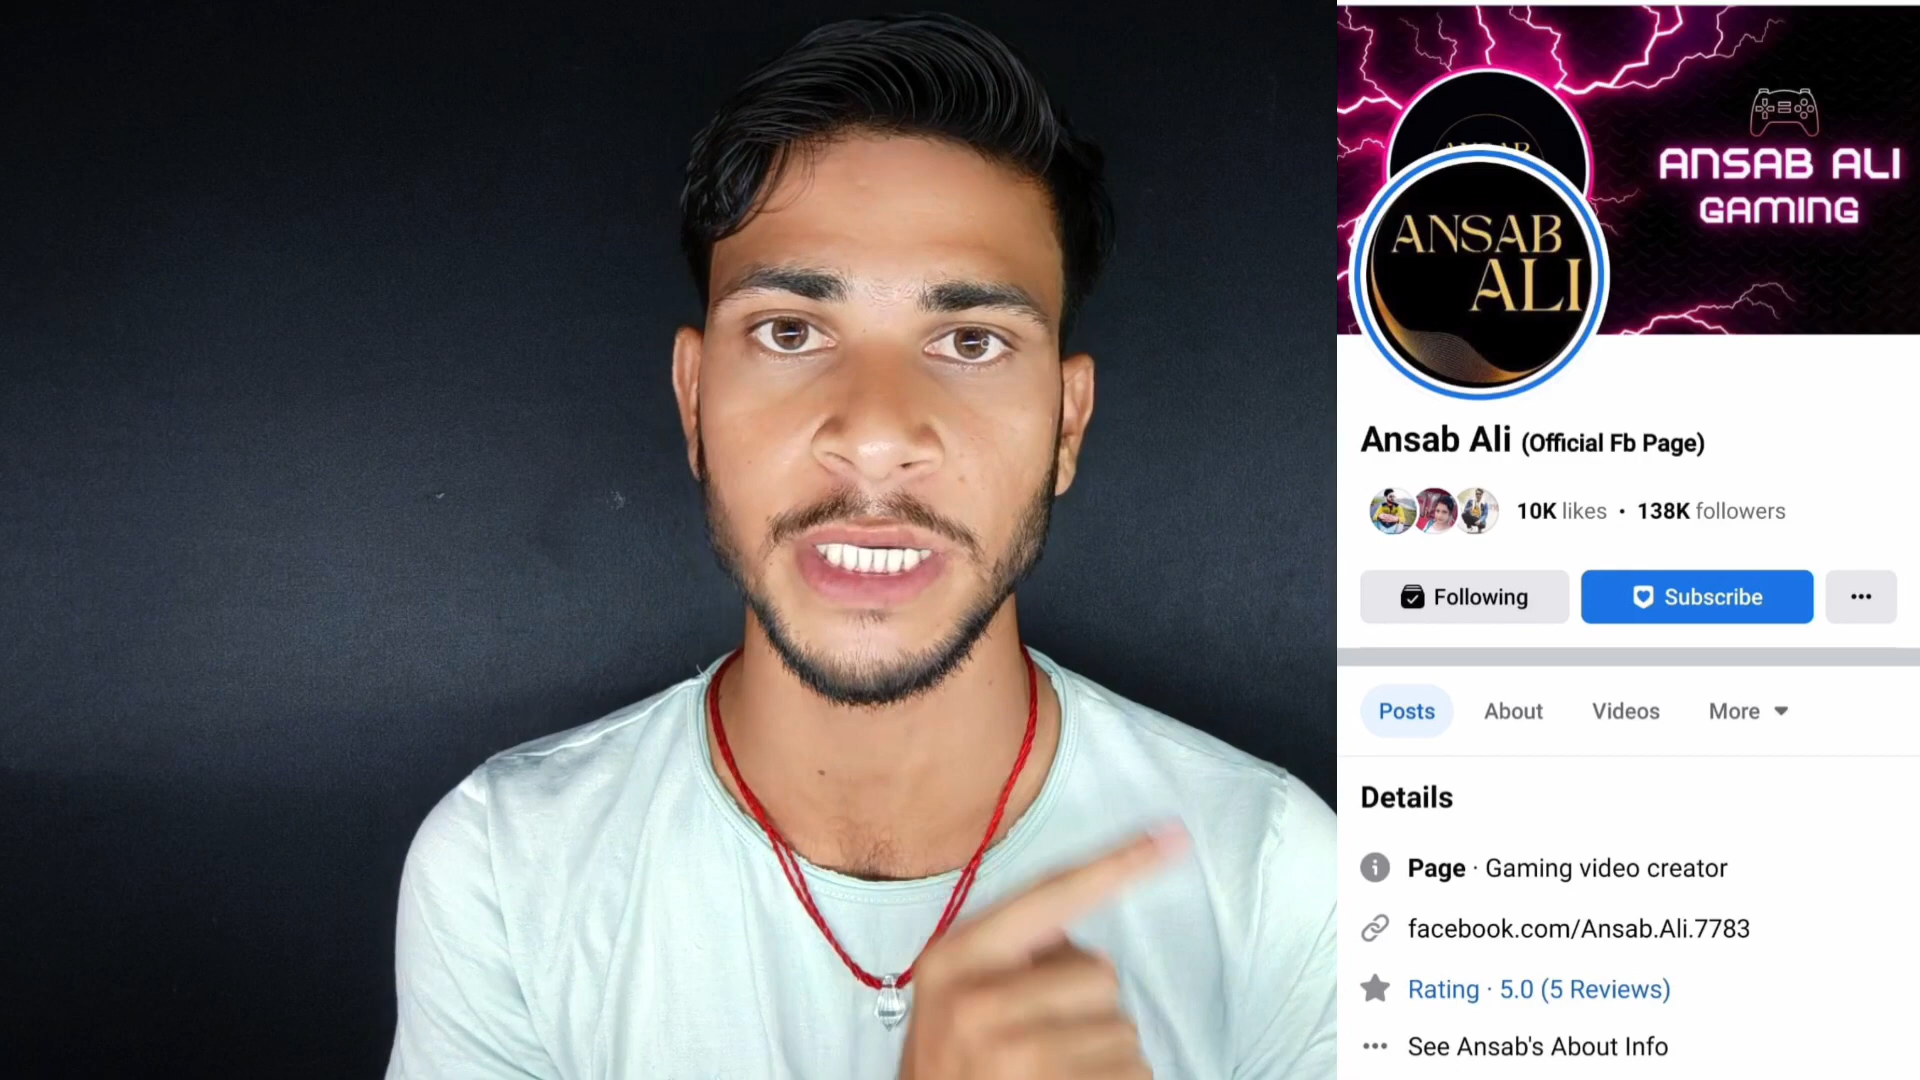 ANSAB ALI
GAMING
ANSAB
ANSAB
ALI
Ansab Ali (Official Fb Page)
10K likes • 138K followers
Following
Subscribe
Posts
About
Videos
More
Details
Page · Gaming video creator
facebook.com/Ansab.Ali.7783
Rating · 5.0 (5 Reviews)
See Ansab's About Info